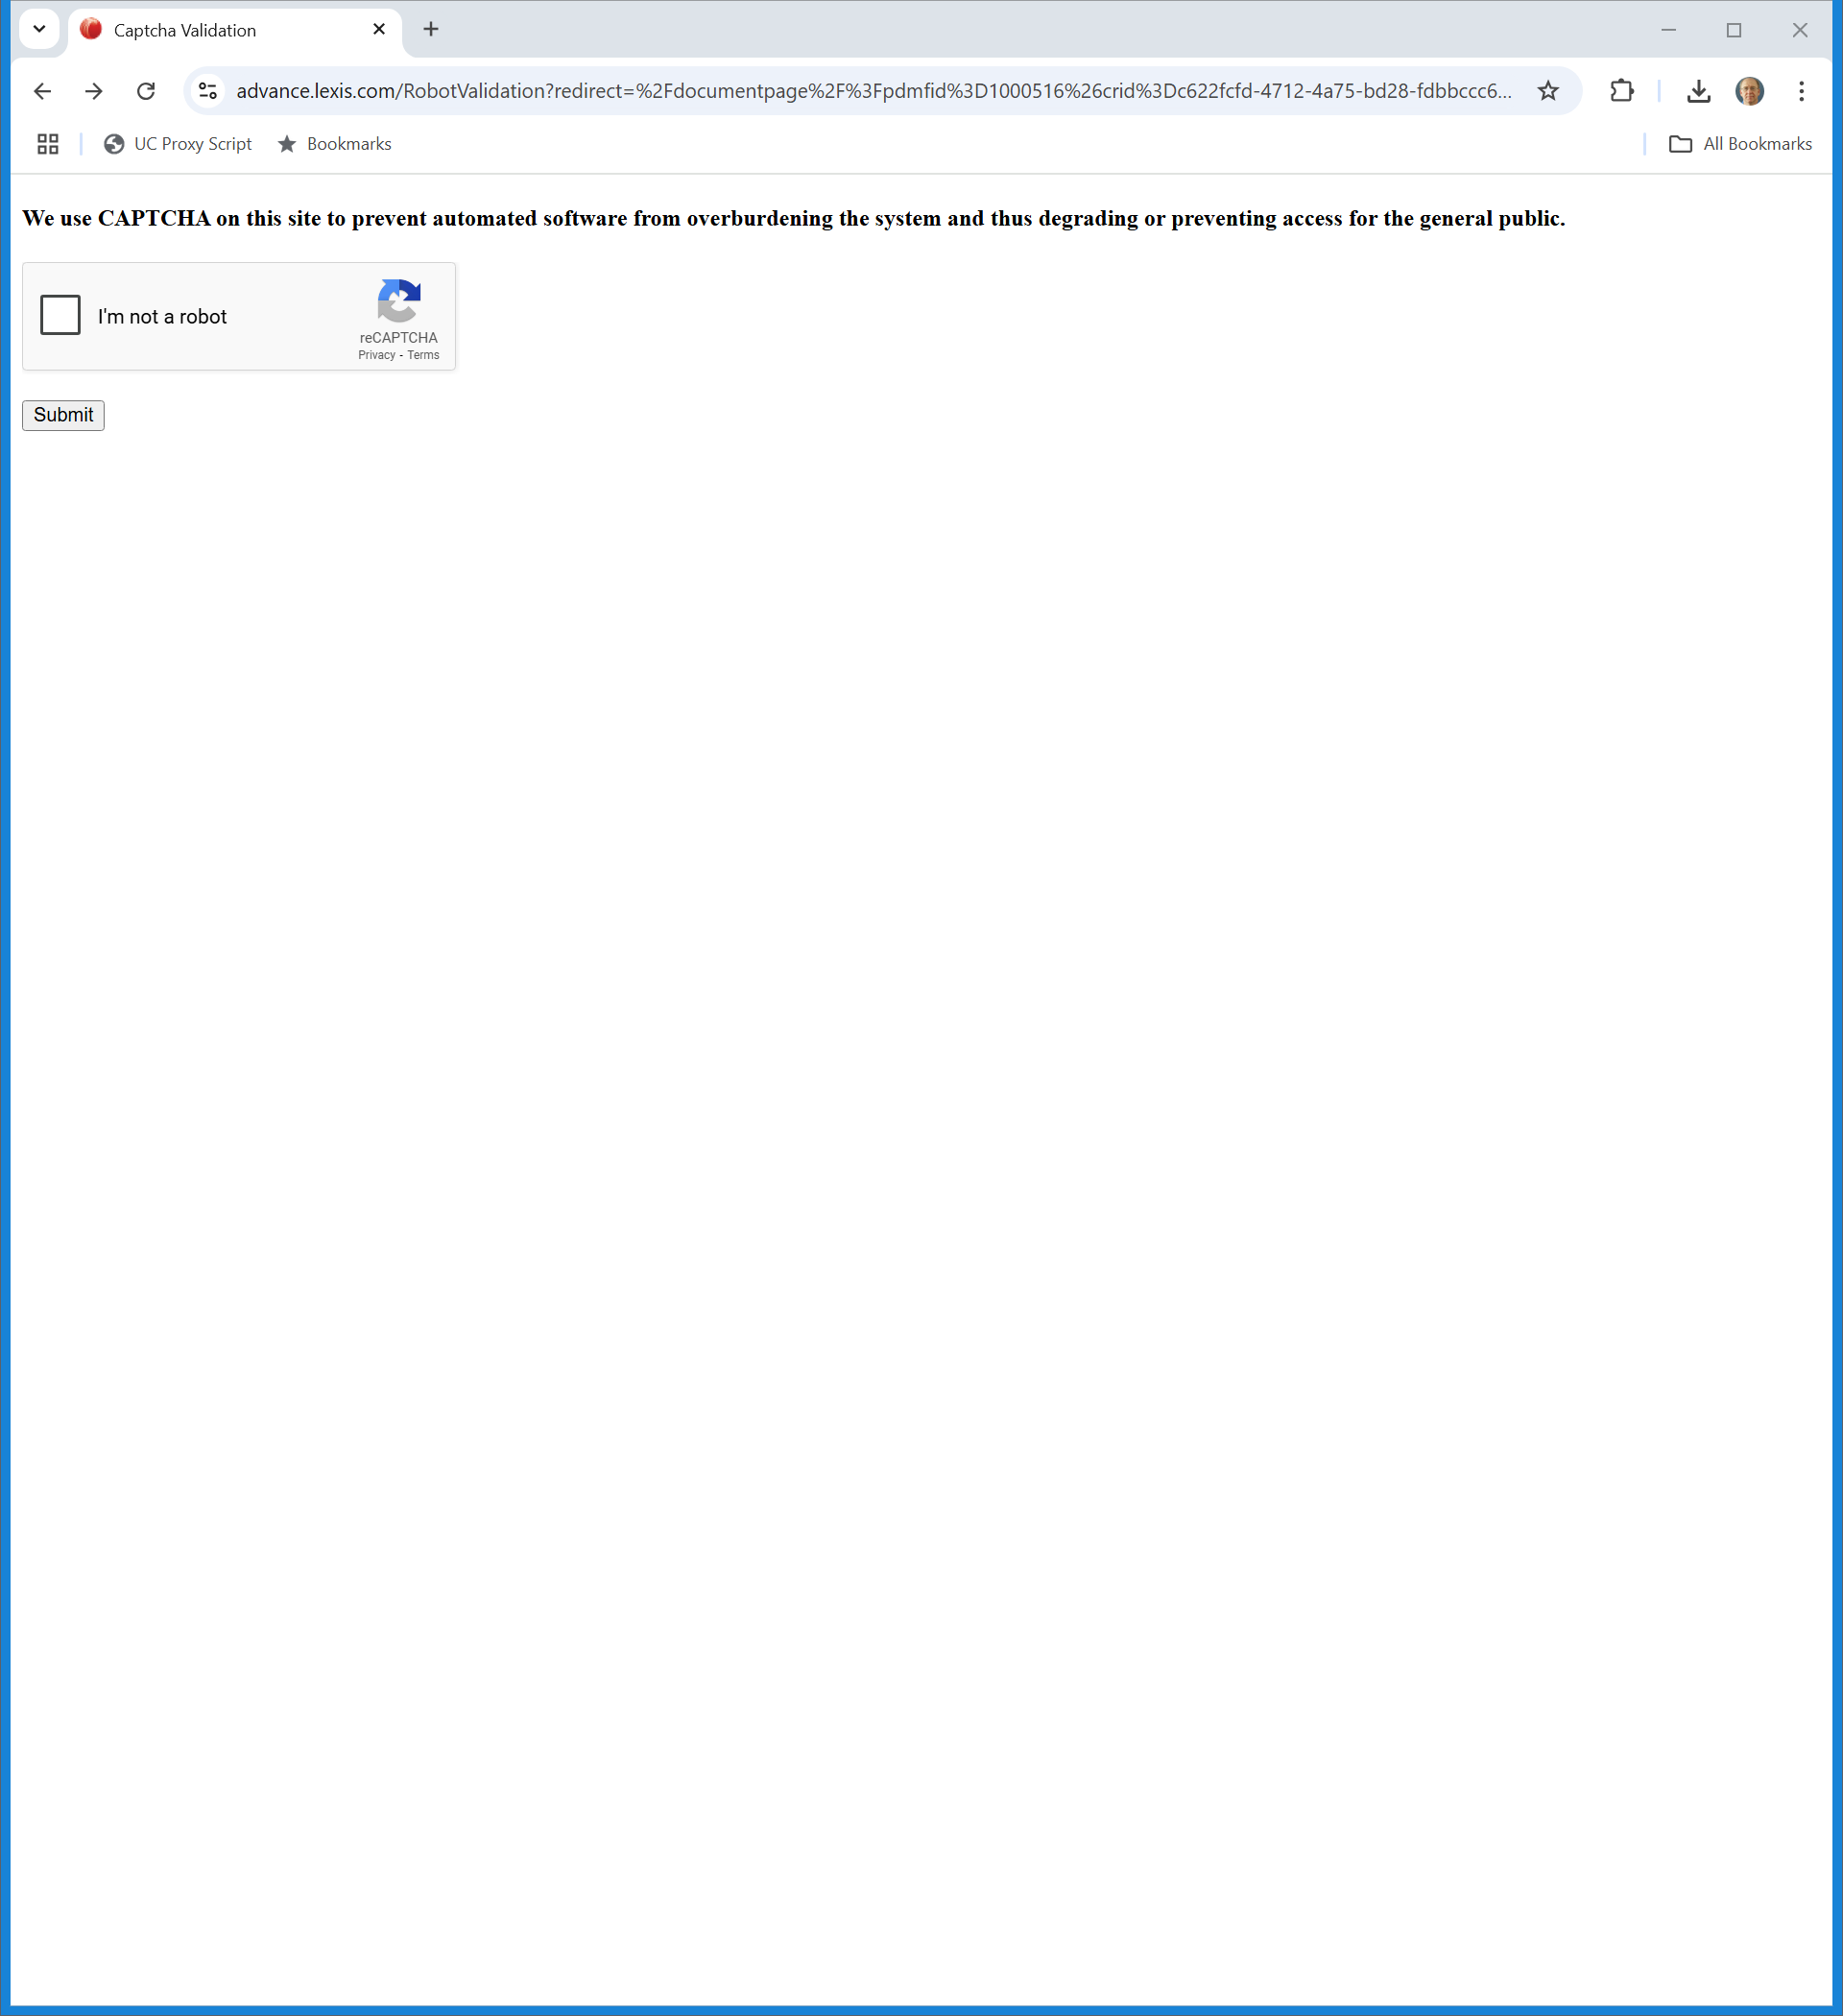 Captcha Validation
advance.lexis.com/RobotValidation?redirect=%2Fdocumentpage%2F%3Fpdmfid%3D1000516%26crid%3Dc622fcfd-4712-4a75-bd28-fdbbccc6...
UC Proxy Script Bookmarks All Bookmarks
We use CAPTCHA on this site to prevent automated software from overburdening the system and thus degrading or preventing access for the general public.
I'm not a robot
reCAPTCHA
Privacy - Terms
Submit